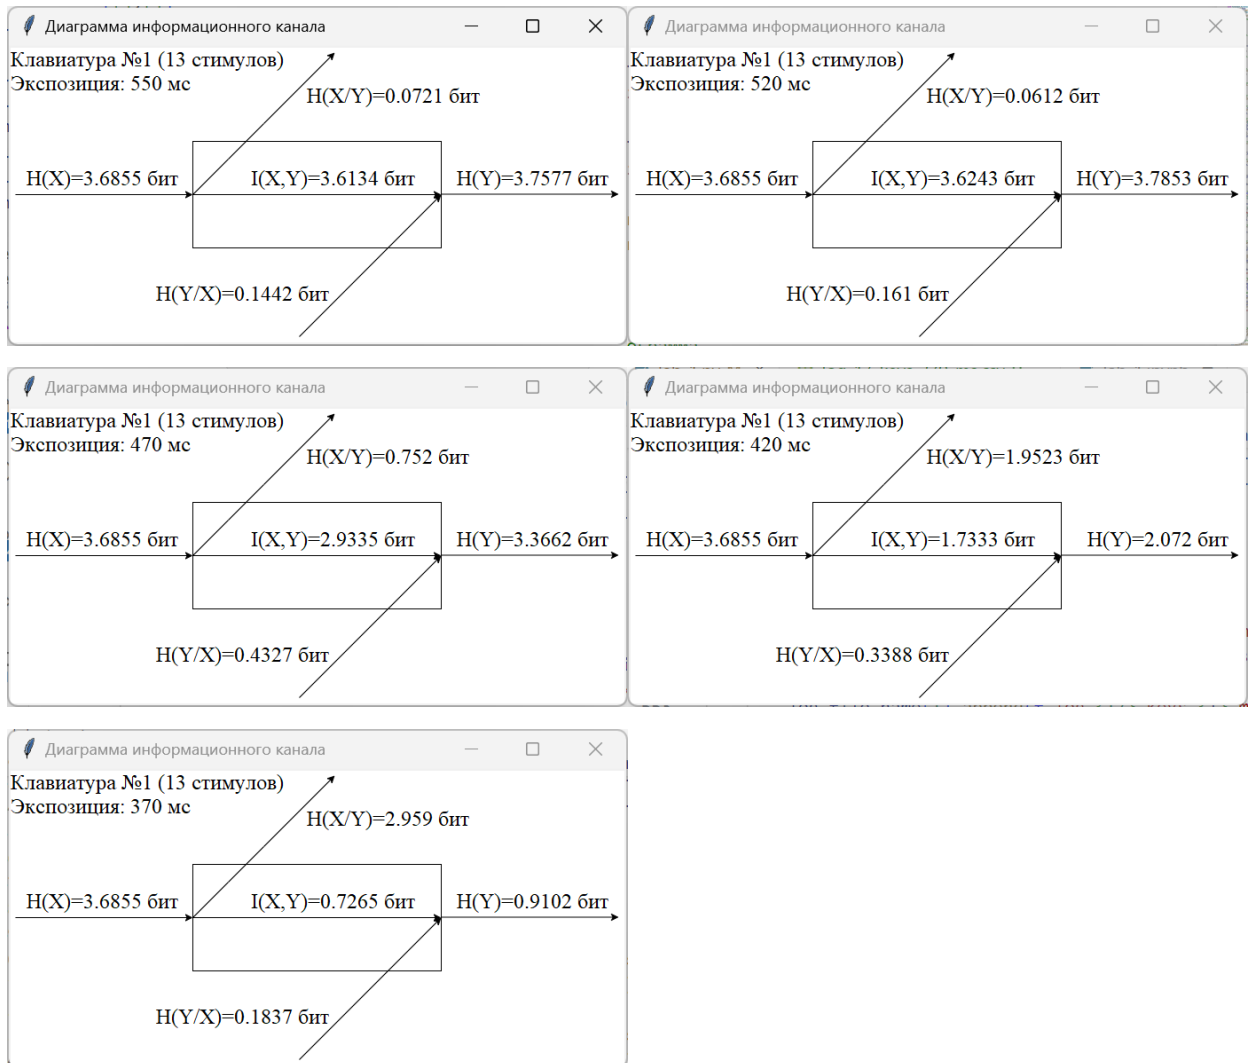 Диаграмма информационного канала
Клавиатура №1 (13 стимулов)
Экспозиция: 550 мс
H(X/Y)=0.0721 бит
H(X)=3.6855 бит
I(X,Y)=3.6134 бит
H(Y)=3.7577 бит
H(Y/X)=0.1442 бит
Диаграмма информационного канала
Клавиатура №1 (13 стимулов)
Экспозиция: 520 мс
H(X/Y)=0.0612 бит
H(X)=3.6855 бит
I(X,Y)=3.6243 бит
H(Y)=3.7853 бит
H(Y/X)=0.161 бит
Диаграмма информационного канала
Клавиатура №1 (13 стимулов)
Экспозиция: 470 мс
H(X/Y)=0.752 бит
H(X)=3.6855 бит
I(X,Y)=2.9335 бит
H(Y)=3.3662 бит
H(Y/X)=0.4327 бит
Диаграмма информационного канала
Клавиатура №1 (13 стимулов)
Экспозиция: 420 мс
H(X/Y)=1.9523 бит
H(X)=3.6855 бит
I(X,Y)=1.7333 бит
H(Y)=2.072 бит
H(Y/X)=0.3388 бит
Диаграмма информационного канала
Клавиатура №1 (13 стимулов)
Экспозиция: 370 мс
H(X/Y)=2.959 бит
H(X)=3.6855 бит
I(X,Y)=0.7265 бит
H(Y)=0.9102 бит
H(Y/X)=0.1837 бит